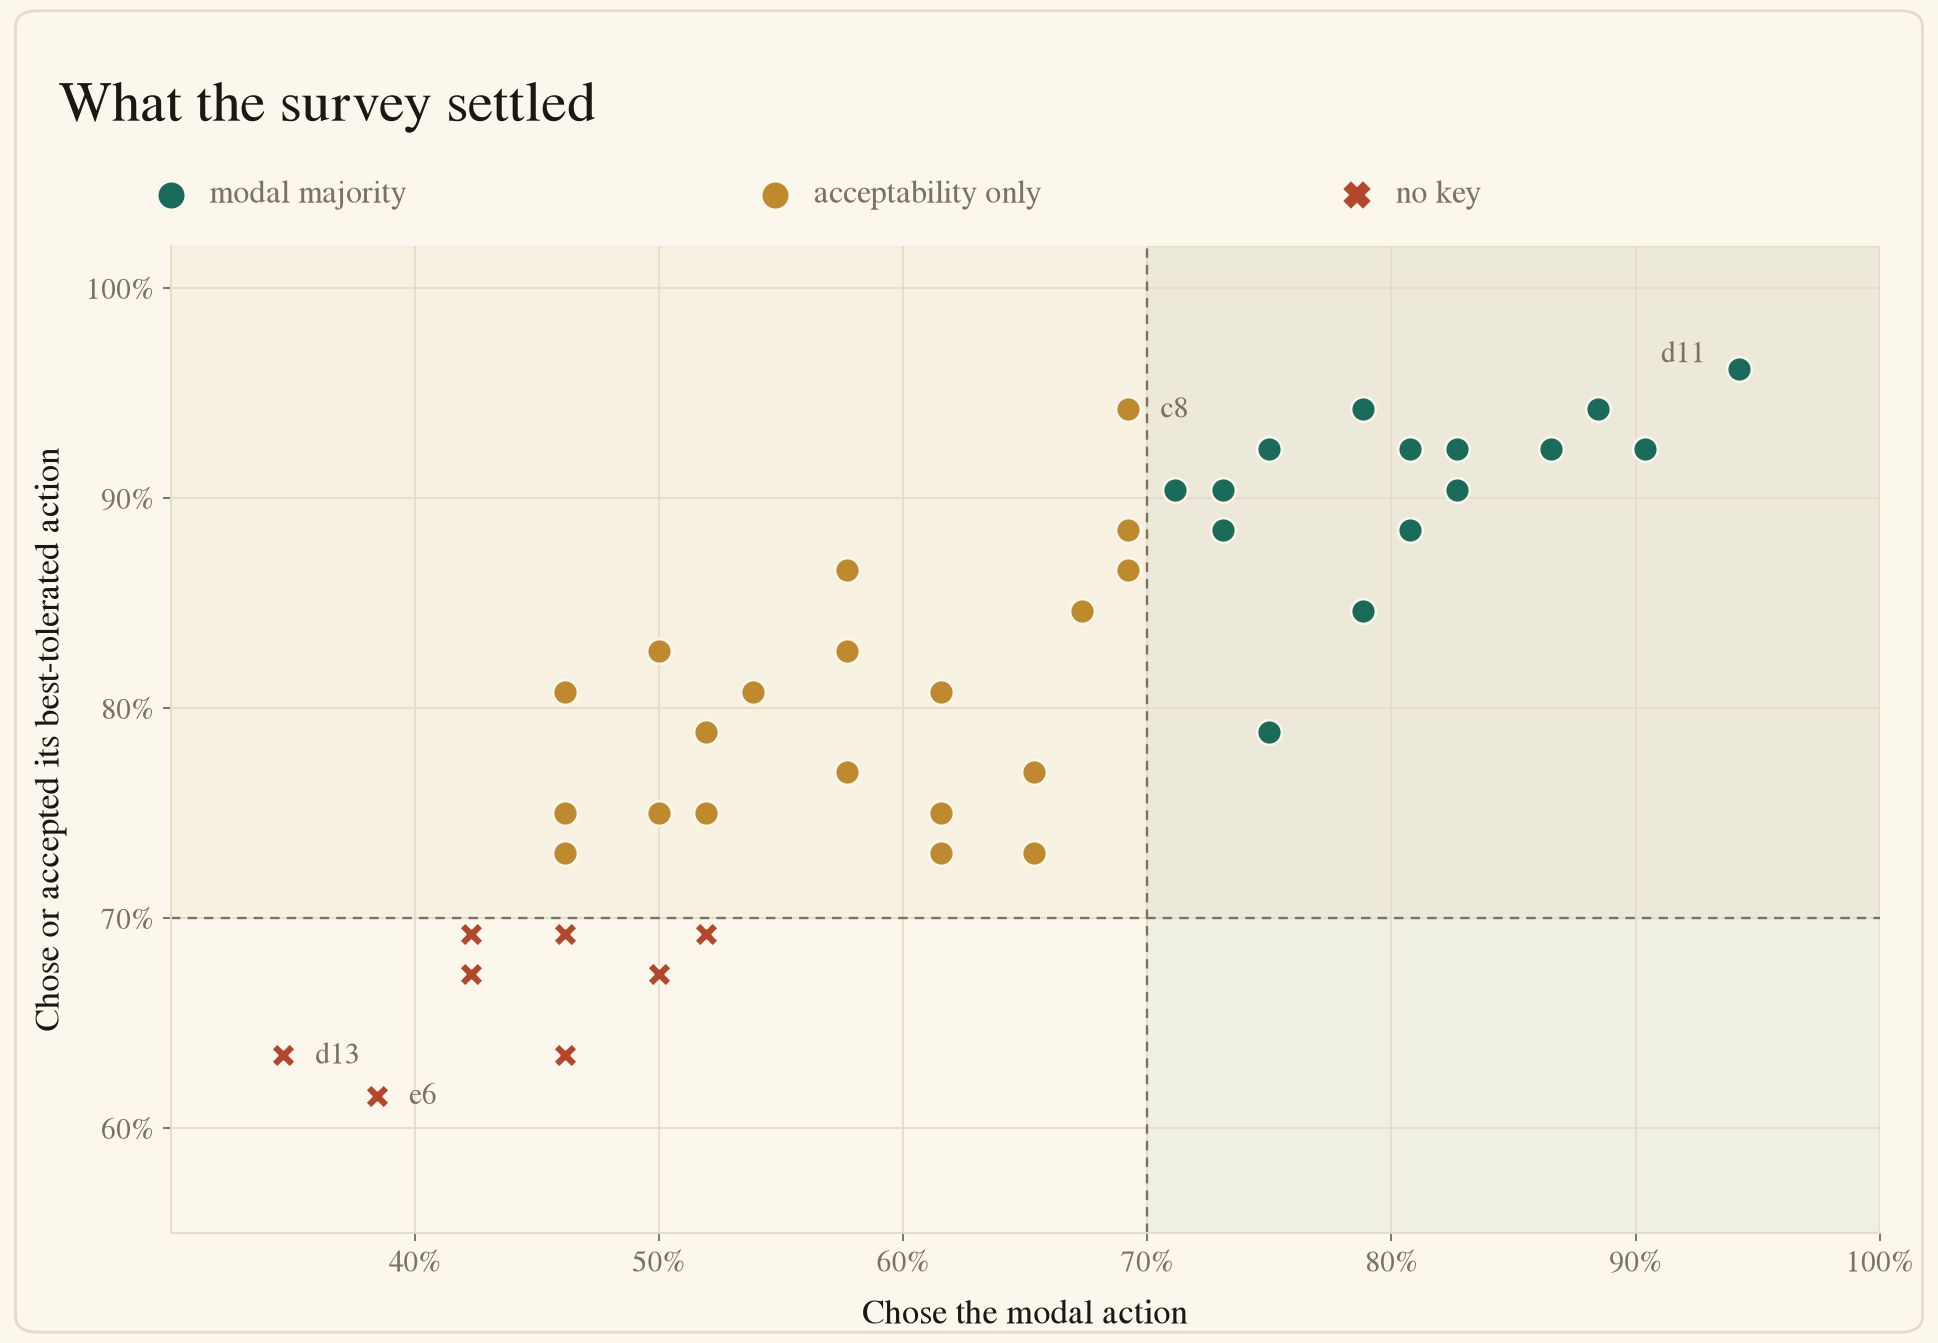 What the survey settled
modal majority
acceptability only
no key
Chose or accepted its best-tolerated action
100%
90%
80%
70%
60%
d11
c8
d13
e6
40%
50%
60%
70%
80%
90%
100%
Chose the modal action